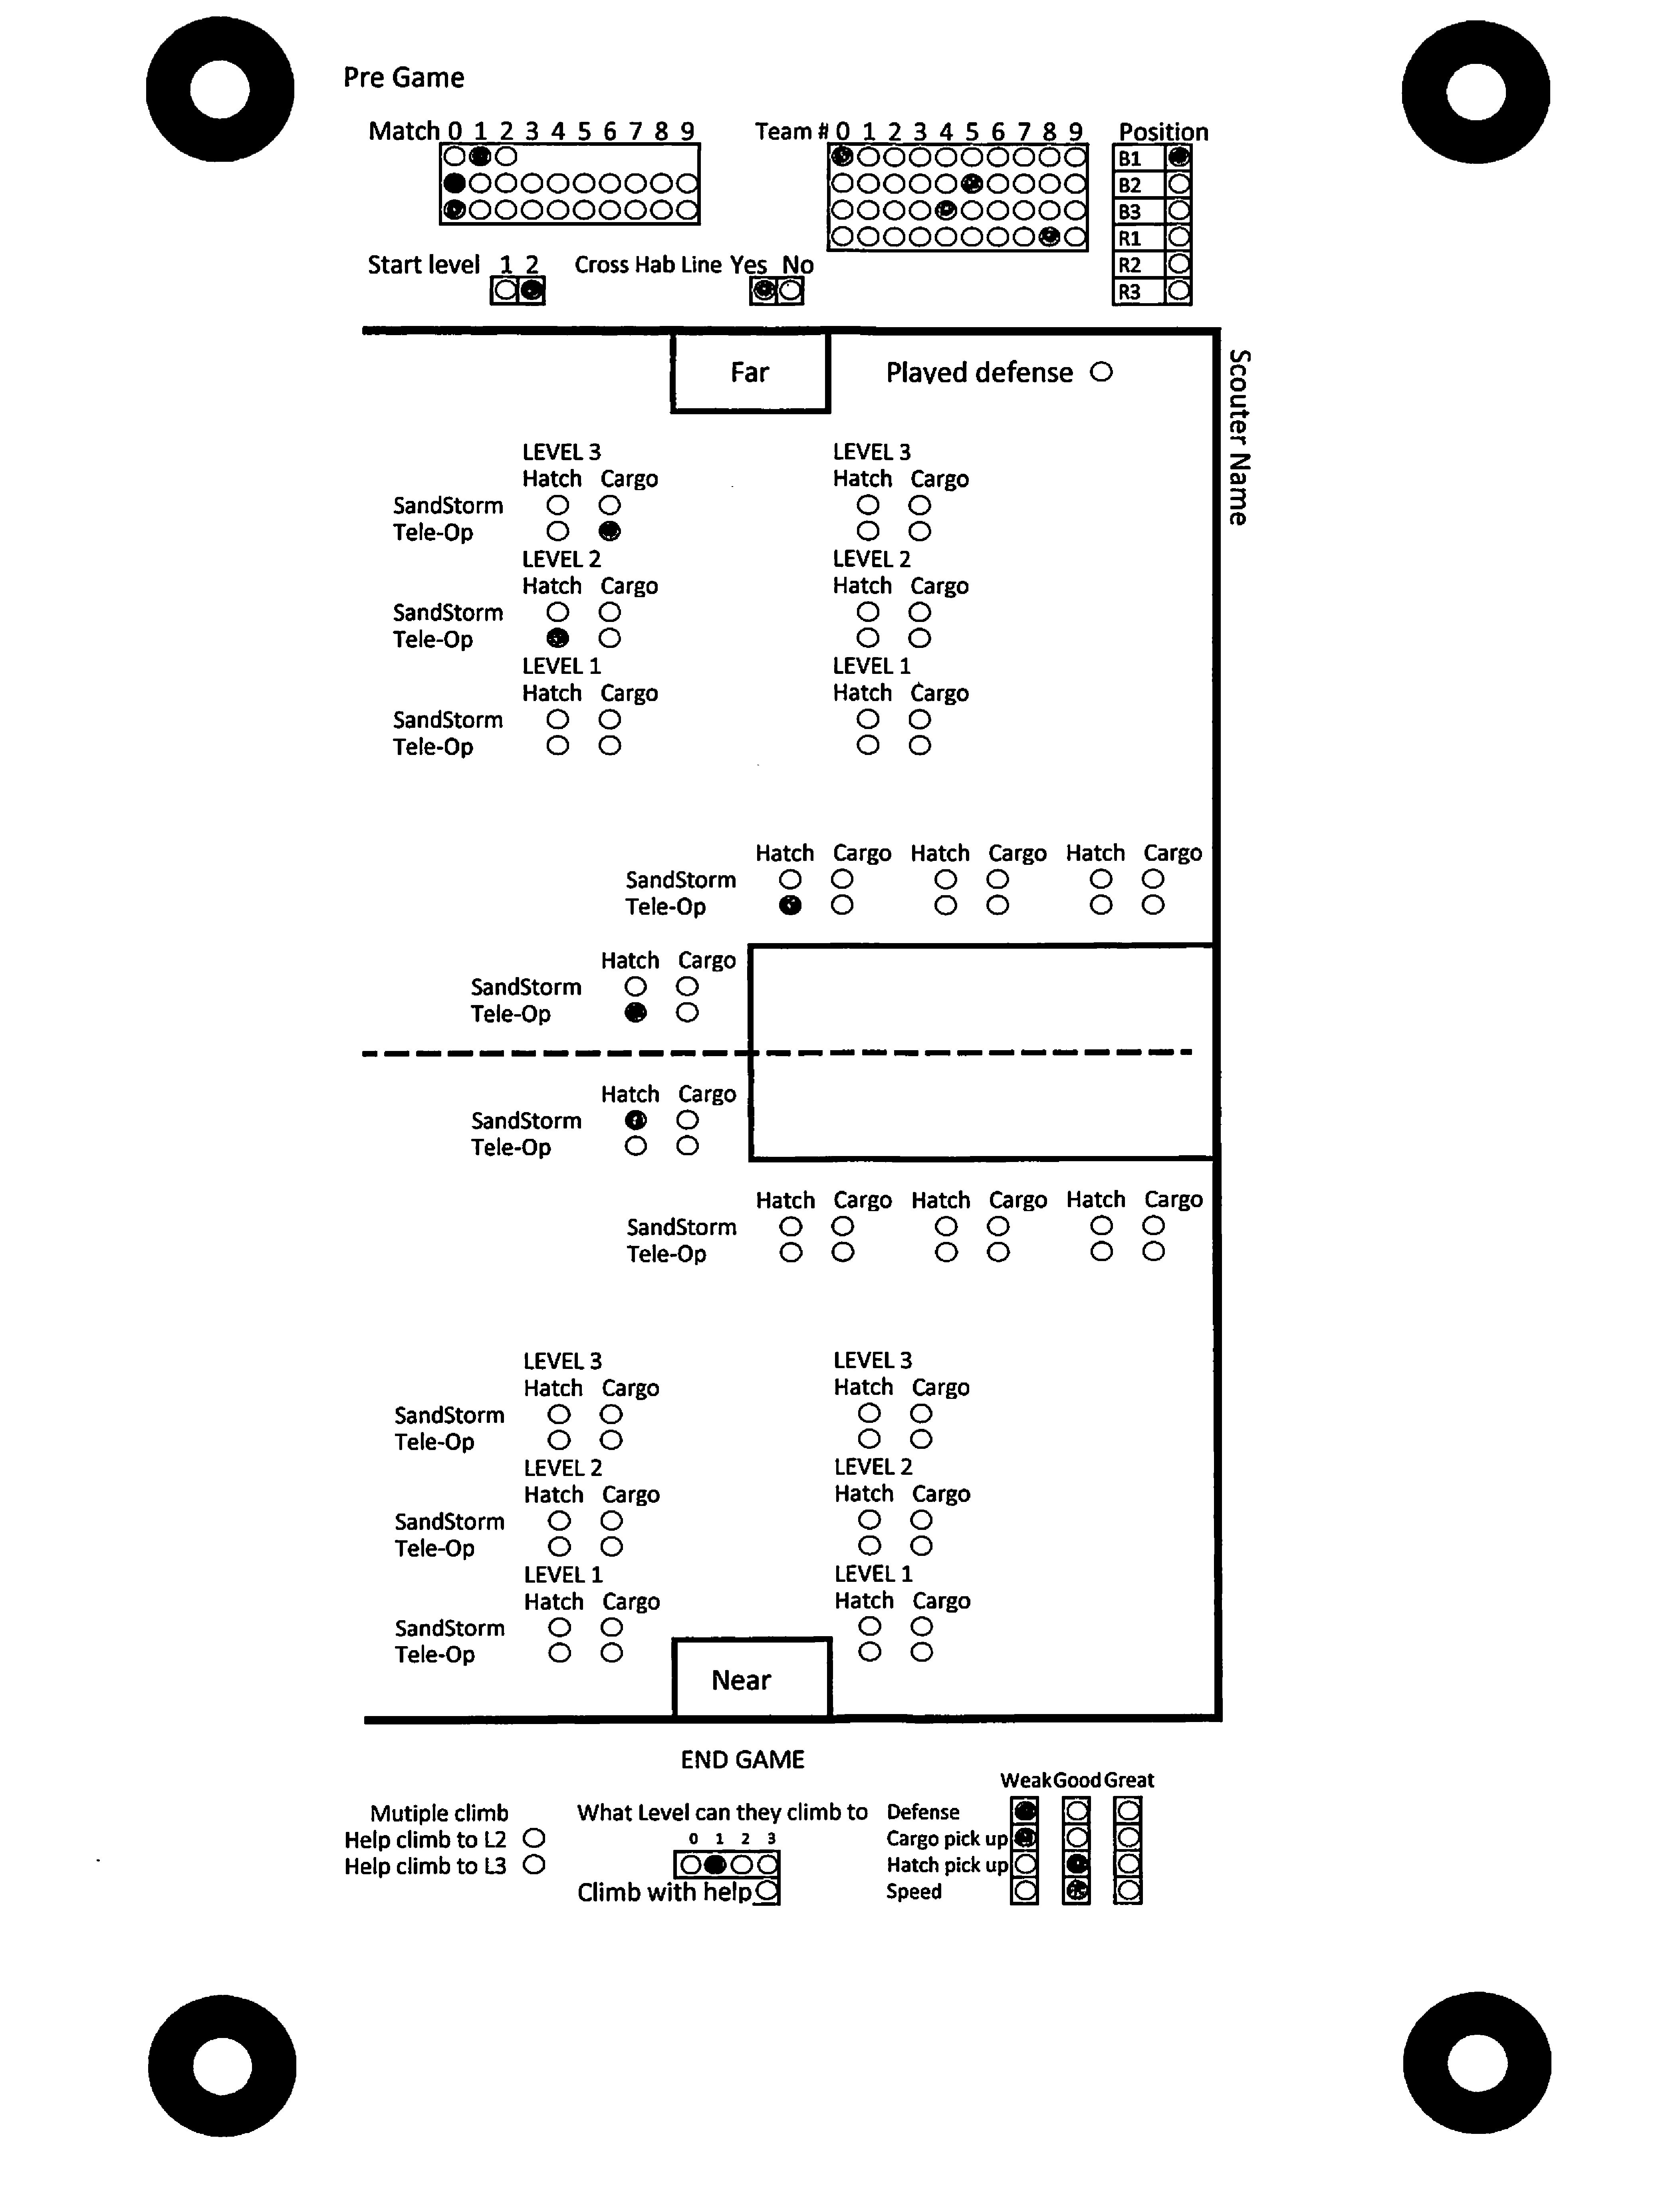 Pre Game
Match 0 1 2 3 4 5 6 7 8 9
Team # 0 1 2 3 4 5 6 7 8 9
Position
B1
B2
B3
R1
R2
R3
Start level 1 2
Cross Hab Line Yes No
Far
Played defense
Scouter Name
LEVEL 3 LEVEL 3
Hatch Cargo Hatch Cargo
SandStorm
Tele-Op
LEVEL 2 LEVEL 2
Hatch Cargo Hatch Cargo
SandStorm
Tele-Op
LEVEL 1 LEVEL 1
Hatch Cargo Hatch Cargo
SandStorm
Tele-Op
Hatch Cargo Hatch Cargo Hatch Cargo
SandStorm
Tele-Op
Hatch Cargo
SandStorm
Tele-Op
Hatch Cargo
SandStorm
Tele-Op
Hatch Cargo Hatch Cargo Hatch Cargo
SandStorm
Tele-Op
LEVEL 3 LEVEL 3
Hatch Cargo Hatch Cargo
SandStorm
Tele-Op
LEVEL 2 LEVEL 2
Hatch Cargo Hatch Cargo
SandStorm
Tele-Op
LEVEL 1 LEVEL 1
Hatch Cargo Hatch Cargo
SandStorm
Tele-Op
Near
END GAME
Mutiple climb
Help climb to L2
Help climb to L3
What Level can they climb to
0 1 2 3
Climb with help
Weak Good Great
Defense
Cargo pick up
Hatch pick up
Speed